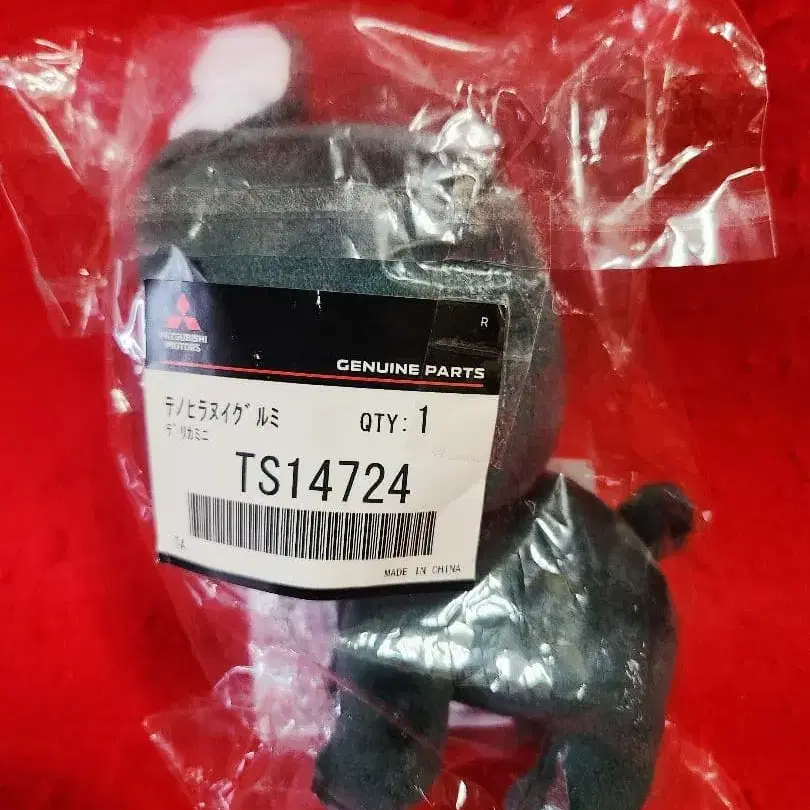 R
MITSUBISHI
MOTORS
GENUINE PARTS
テノヒラヌイグルミ QTY: 1
デリカミニ
TS14724
MADE IN CHINA